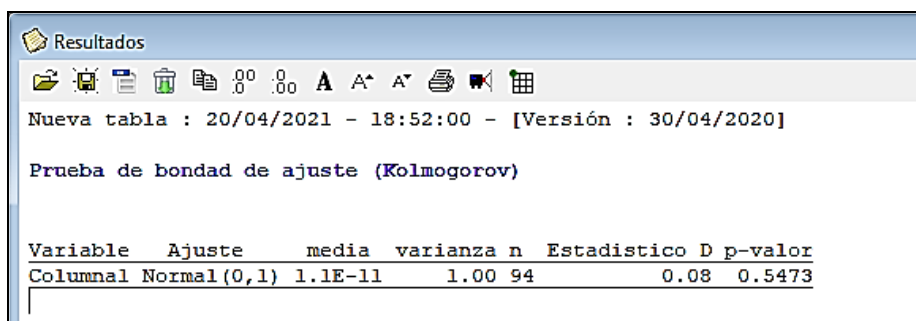 Resultados
Nueva tabla : 20/04/2021 - 18:52:00 - [Versión : 30/04/2020]
Prueba de bondad de ajuste (Kolmogorov)
Variable Ajuste media varianza n Estadistico D p-valor
Columna1 Normal(0,1) 1.1E-11 1.00 94 0.08 0.5473